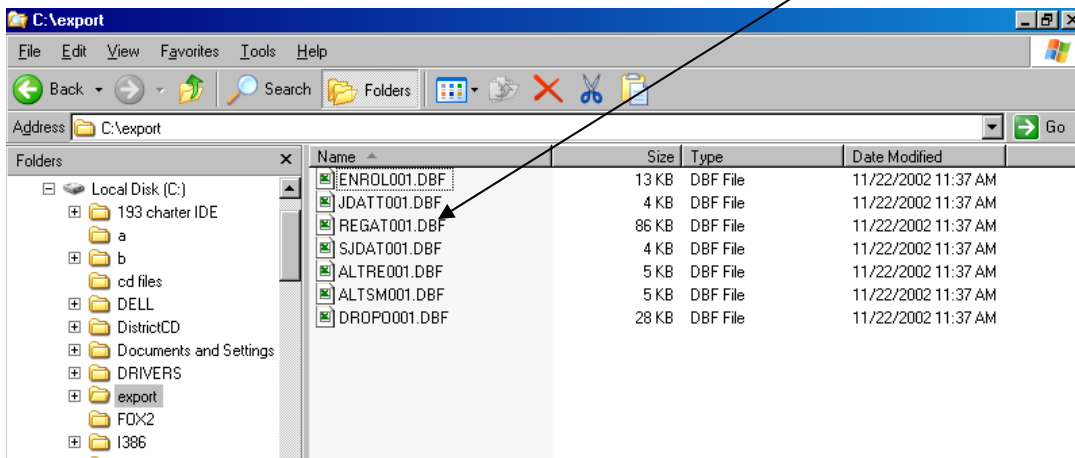 C:\export
File Edit View Favorites Tools Help
Back Search Folders
Address C:\export Go
Folders x Name Size Type Date Modified
Local Disk (C:)
193 charter IDE
a
b
cd files
DELL
DistrictCD
Documents and Settings
DRIVERS
export
FOX2
I386
ENROL001.DBF 13 KB DBF File 11/22/2002 11:37 AM
JDATT001.DBF 4 KB DBF File 11/22/2002 11:37 AM
REGAT001.DBF 86 KB DBF File 11/22/2002 11:37 AM
SJDAT001.DBF 4 KB DBF File 11/22/2002 11:37 AM
ALTRE001.DBF 5 KB DBF File 11/22/2002 11:37 AM
ALTSM001.DBF 5 KB DBF File 11/22/2002 11:37 AM
DROPO001.DBF 28 KB DBF File 11/22/2002 11:37 AM